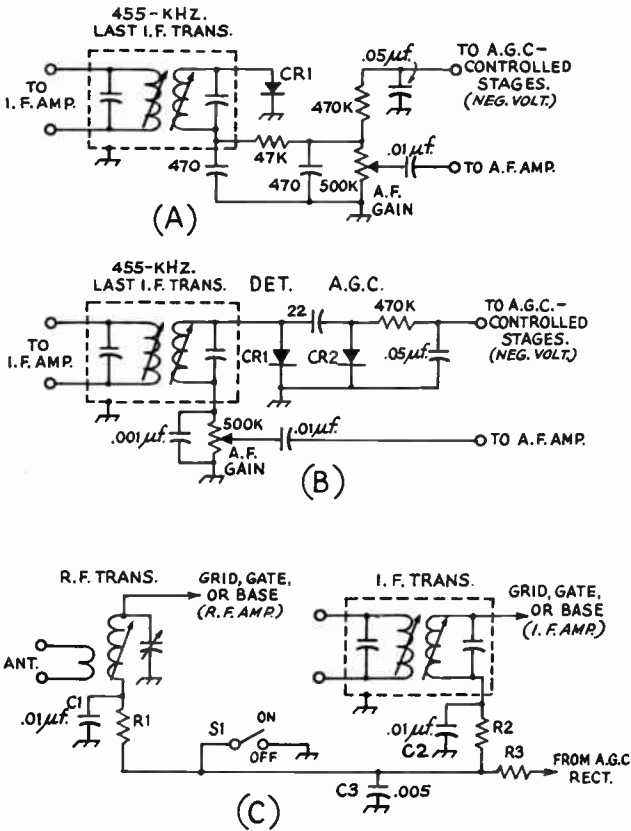 455-KHZ.
LAST I.F. TRANS.
TO
I.F. AMP.
CR1
.05µf.
TO A.G.C-
CONTROLLED
STAGES.
(NEG. VOLT.)
470K
47K
470
470
500K
A.F.
GAIN
.01µf.
TO A.F. AMP.
(A)
455-KHZ.
LAST I.F. TRANS.
DET.
A.G.C.
TO
I.F. AMP.
22
470K
CR1
CR2
.05µf.
TO A.G.C.-
CONTROLLED
STAGES.
(NEG. VOLT.)
.001µf.
500K
A.F.
GAIN
.01µf.
TO A.F. AMP.
(B)
R.F. TRANS.
GRID, GATE,
OR BASE
(R.F. AMP.)
ANT.
C1
.01µf.
R1
S1
ON
OFF
I.F. TRANS.
GRID, GATE,
OR BASE
(I.F. AMP.)
.01µf.
C2
R2
R3
FROM A.G.C
RECT.
C3
.005
(C)